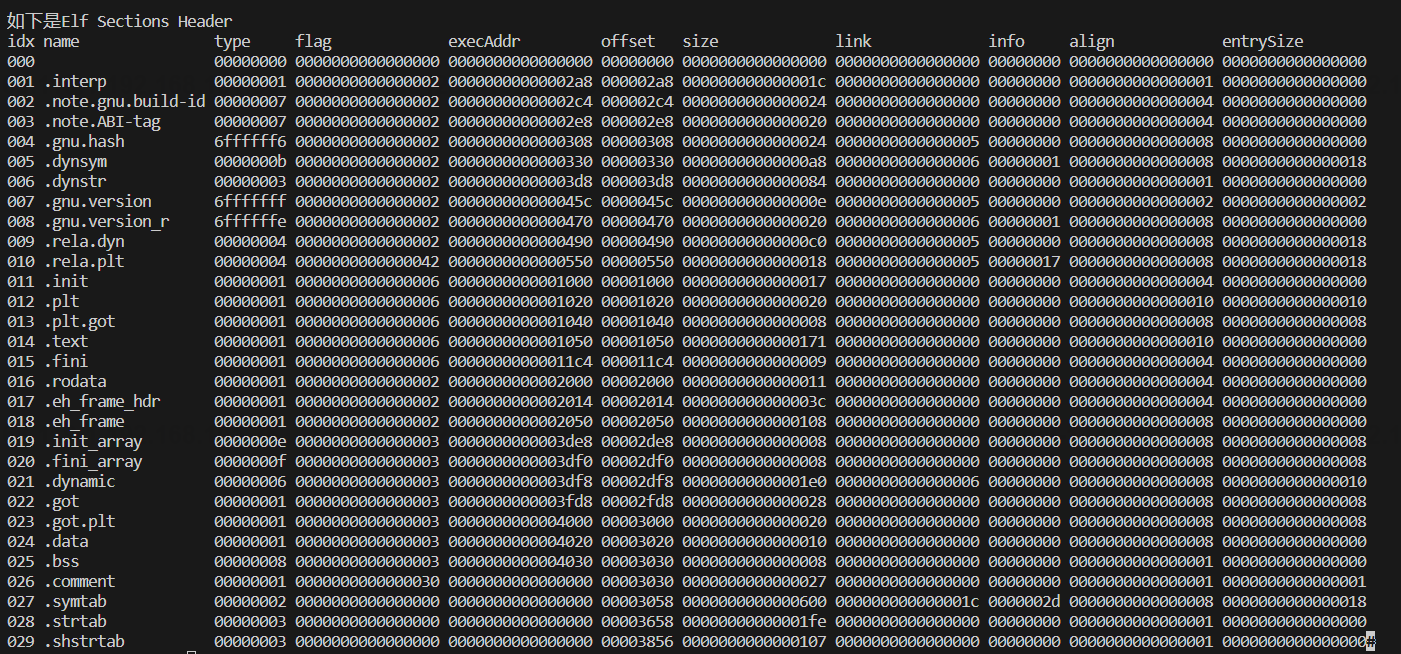 如下是Elf Sections Header
idx name type flag execAddr offset size link info align entrySize
000 00000000 0000000000000000 0000000000000000 00000000 0000000000000000 0000000000000000 00000000 0000000000000000 0000000000000000
001 .interp 00000001 0000000000000002 00000000000002a8 000002a8 000000000000001c 0000000000000000 00000000 0000000000000001 0000000000000000
002 .note.gnu.build-id 00000007 0000000000000002 00000000000002c4 000002c4 0000000000000024 0000000000000000 00000000 0000000000000004 0000000000000000
003 .note.ABI-tag 00000007 0000000000000002 00000000000002e8 000002e8 0000000000000020 0000000000000000 00000000 0000000000000004 0000000000000000
004 .gnu.hash 6ffffff6 0000000000000002 0000000000000308 00000308 0000000000000024 0000000000000005 00000000 0000000000000008 0000000000000000
005 .dynsym 0000000b 0000000000000002 0000000000000330 00000330 00000000000000a8 0000000000000006 00000001 0000000000000008 0000000000000018
006 .dynstr 00000003 0000000000000002 00000000000003d8 000003d8 0000000000000084 0000000000000000 00000000 0000000000000001 0000000000000000
007 .gnu.version 6fffffff 0000000000000002 000000000000045c 0000045c 000000000000000e 0000000000000005 00000000 0000000000000002 0000000000000002
008 .gnu.version_r 6ffffffe 0000000000000002 0000000000000470 00000470 0000000000000020 0000000000000006 00000001 0000000000000008 0000000000000000
009 .rela.dyn 00000004 0000000000000002 0000000000000490 00000490 00000000000000c0 0000000000000005 00000000 0000000000000008 0000000000000018
010 .rela.plt 00000004 0000000000000042 0000000000000550 00000550 0000000000000018 0000000000000005 00000017 0000000000000008 0000000000000018
011 .init 00000001 0000000000000006 0000000000001000 00001000 0000000000000017 0000000000000000 00000000 0000000000000004 0000000000000000
012 .plt 00000001 0000000000000006 0000000000001020 00001020 0000000000000020 0000000000000000 00000000 0000000000000010 0000000000000010
013 .plt.got 00000001 0000000000000006 0000000000001040 00001040 0000000000000008 0000000000000000 00000000 0000000000000008 0000000000000008
014 .text 00000001 0000000000000006 0000000000001050 00001050 0000000000000171 0000000000000000 00000000 0000000000000010 0000000000000000
015 .fini 00000001 0000000000000006 00000000000011c4 000011c4 0000000000000009 0000000000000000 00000000 0000000000000004 0000000000000000
016 .rodata 00000001 0000000000000002 0000000000002000 00002000 0000000000000011 0000000000000000 00000000 0000000000000004 0000000000000000
017 .eh_frame_hdr 00000001 0000000000000002 0000000000002014 00002014 000000000000003c 0000000000000000 00000000 0000000000000004 0000000000000000
018 .eh_frame 00000001 0000000000000002 0000000000002050 00002050 0000000000000108 0000000000000000 00000000 0000000000000008 0000000000000000
019 .init_array 0000000e 0000000000000003 0000000000003de8 00002de8 0000000000000008 0000000000000000 00000000 0000000000000008 0000000000000008
020 .fini_array 0000000f 0000000000000003 0000000000003df0 00002df0 0000000000000008 0000000000000000 00000000 0000000000000008 0000000000000008
021 .dynamic 00000006 0000000000000003 0000000000003df8 00002df8 00000000000001e0 0000000000000006 00000000 0000000000000008 0000000000000010
022 .got 00000001 0000000000000003 0000000000003fd8 00002fd8 0000000000000028 0000000000000000 00000000 0000000000000008 0000000000000008
023 .got.plt 00000001 0000000000000003 0000000000004000 00003000 0000000000000020 0000000000000000 00000000 0000000000000008 0000000000000008
024 .data 00000001 0000000000000003 0000000000004020 00003020 0000000000000010 0000000000000000 00000000 0000000000000008 0000000000000000
025 .bss 00000008 0000000000000003 0000000000004030 00003030 0000000000000008 0000000000000000 00000000 0000000000000001 0000000000000000
026 .comment 00000001 0000000000000030 0000000000000000 00003030 0000000000000027 0000000000000000 00000000 0000000000000001 0000000000000001
027 .symtab 00000002 0000000000000000 0000000000000000 00003058 0000000000000600 000000000000001c 0000002d 0000000000000008 0000000000000018
028 .strtab 00000003 0000000000000000 0000000000000000 00003658 00000000000001fe 0000000000000000 00000000 0000000000000001 0000000000000000
029 .shstrtab 00000003 0000000000000000 0000000000000000 00003856 0000000000000107 0000000000000000 00000000 0000000000000001 0000000000000000#